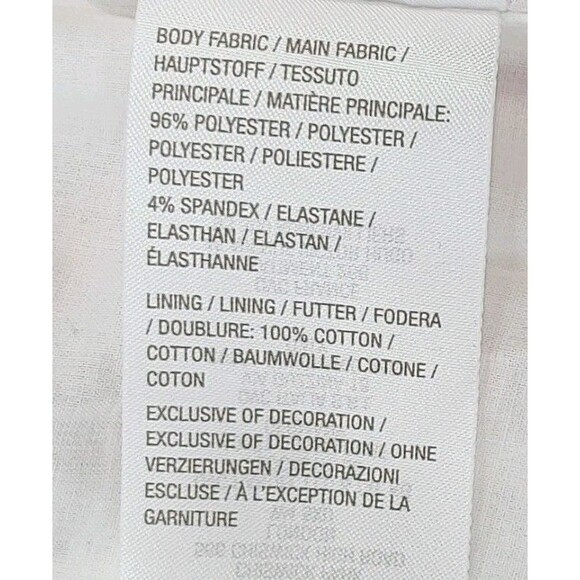 BODY FABRIC / MAIN FABRIC /
HAUPTSTOFF / TESSUTO
PRINCIPALE / MATIÈRE PRINCIPALE:
96% POLYESTER / POLYESTER /
POLYESTER / POLIESTERE /
POLYESTER
4% SPANDEX / ELASTANE /
ELASTHAN / ELASTAN /
ÉLASTHANNE
LINING / LINING / FUTTER / FODERA
/ DOUBLURE: 100% COTTON /
COTTON / BAUMWOLLE / COTONE /
COTON
EXCLUSIVE OF DECORATION /
EXCLUSIVE OF DECORATION / OHNE
VERZIERUNGEN / DECORAZIONI
ESCLUSE / À L'EXCEPTION DE LA
GARNITURE